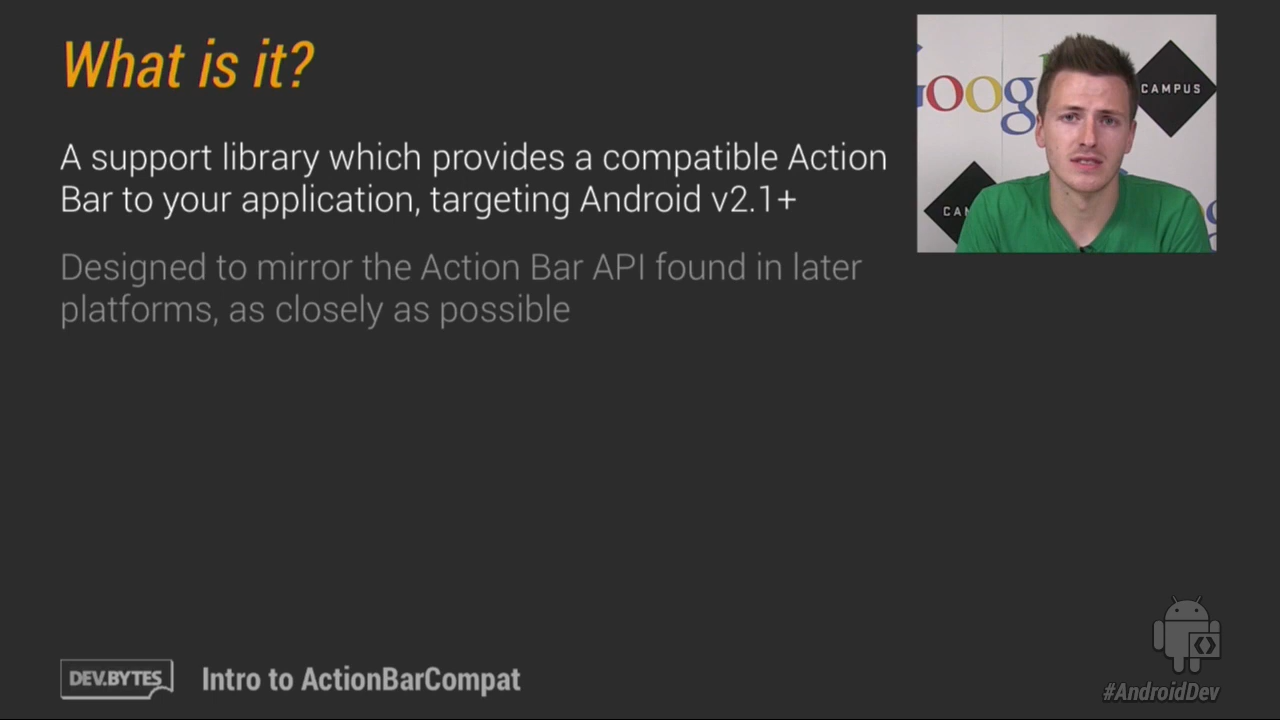 What is it?
A support library which provides a compatible Action
Bar to your application, targeting Android v2.1+
Designed to mirror the Action Bar API found in later
platforms, as closely as possible
Goog
CAMPUS
CAM
DEV.BYTES
Intro to ActionBarCompat
#AndroidDev